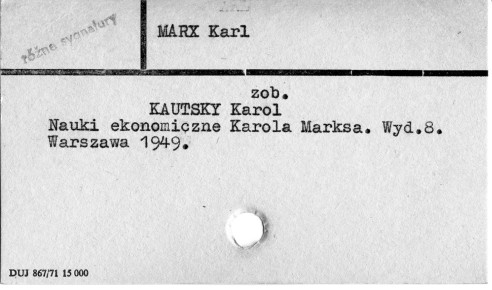 różne sygnatury
MARX Karl
zob.
KAUTSKY Karol
Nauki ekonomiczne Karola Marksa. Wyd.8.
Warszawa 1949.
DUJ 867/71 15 000